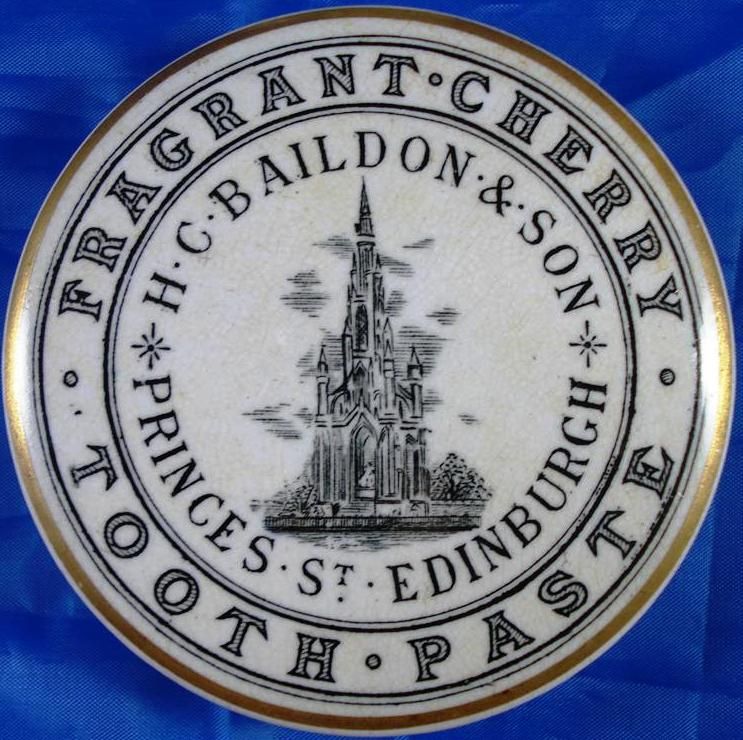 FRAGRANT·CHERRY
TOOTH·PASTE
H·C·BAILDON·&·SON
PRINCES·ST·EDINBURGH